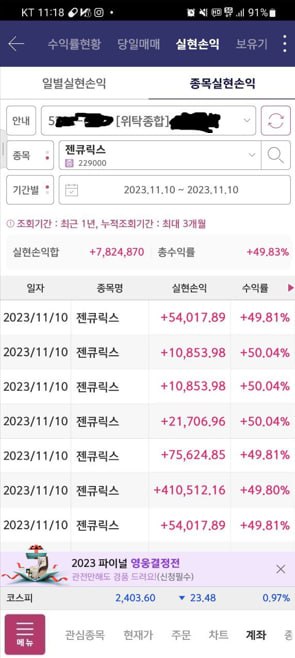 KT 11:18 91%
수익률현황 당일매매 실현손익 보유기
일별실현손익 종목실현손익
안내 5 [위탁종합]
종목 젠큐릭스
229000
기간별 2023.11.10 ~ 2023.11.10
조회기간 : 최근 1년, 누적조회기간 : 최대 3개월
실현손익합 +7,824,870 총수익률 +49.83%
일자 종목명 실현손익 수익률
2023/11/10 젠큐릭스 +54,017.89 +49.81%
2023/11/10 젠큐릭스 +10,853.98 +50.04%
2023/11/10 젠큐릭스 +10,853.98 +50.04%
2023/11/10 젠큐릭스 +21,706.96 +50.04%
2023/11/10 젠큐릭스 +75,624.85 +49.81%
2023/11/10 젠큐릭스 +410,512.16 +49.80%
2023/11/10 젠큐릭스 +54,017.89 +49.81%
2023 파이널 영웅결정전
관전만해도 경품 드려요!(신청필수)
코스피 2,403.60 ▼ 23.48 0.97%
메뉴 관심종목 현재가 주문 차트 계좌